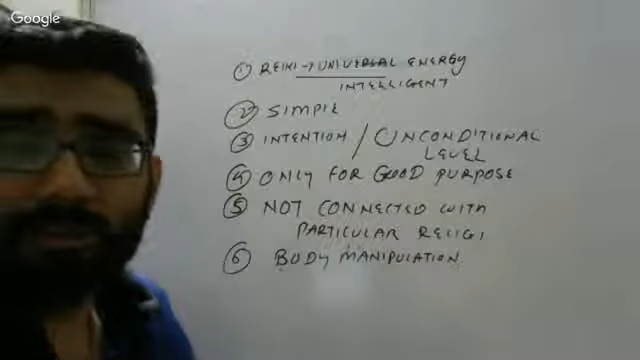 Google
① REIKI → UNIVERSAL ENERGY
INTELLIGENT
② SIMPLE
③ INTENTION / UNCONDITIONAL
LEVEL
④ ONLY FOR GOOD PURPOSE
⑤ NOT CONNECTED WITH
PARTICULAR RELIGI
⑥ BODY MANIPULATION